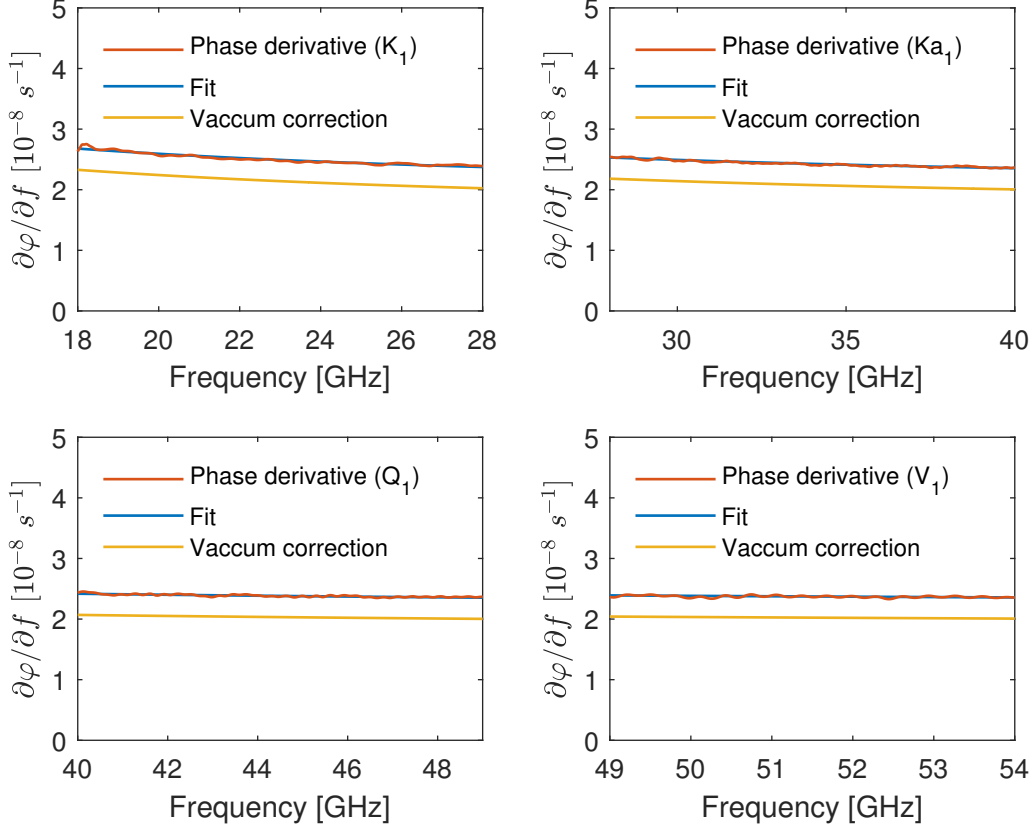 5
4
3
2
1
0
∂φ/∂f [10⁻⁸ s⁻¹]
Phase derivative (K₁)
Fit
Vaccum correction
18 20 22 24 26 28
Frequency [GHz]
5
4
3
2
1
0
∂φ/∂f [10⁻⁸ s⁻¹]
Phase derivative (Ka₁)
Fit
Vaccum correction
30 35 40
Frequency [GHz]
5
4
3
2
1
0
∂φ/∂f [10⁻⁸ s⁻¹]
Phase derivative (Q₁)
Fit
Vaccum correction
40 42 44 46 48
Frequency [GHz]
5
4
3
2
1
0
∂φ/∂f [10⁻⁸ s⁻¹]
Phase derivative (V₁)
Fit
Vaccum correction
49 50 51 52 53 54
Frequency [GHz]